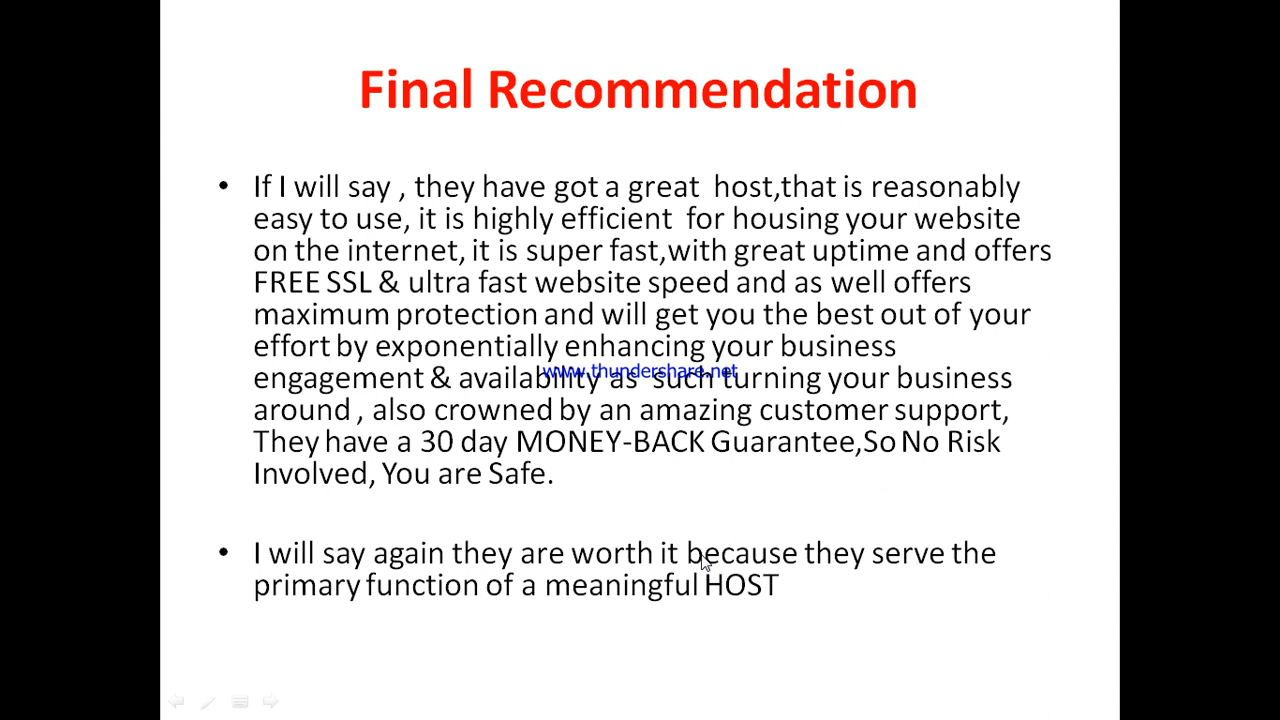 Final Recommendation
• If I will say , they have got a great  host,that is reasonably
easy to use, it is highly efficient  for housing your website
on the internet, it is super fast,with great uptime and offers
FREE SSL & ultra fast website speed and as well offers
maximum protection and will get you the best out of your
effort by exponentially enhancing your business
engagement & availability as  such turning your business
www.thundershare.net
around , also crowned by an amazing customer support,
They have a 30 day MONEY-BACK Guarantee,So No Risk
Involved, You are Safe.
• I will say again they are worth it because they serve the
primary function of a meaningful HOST